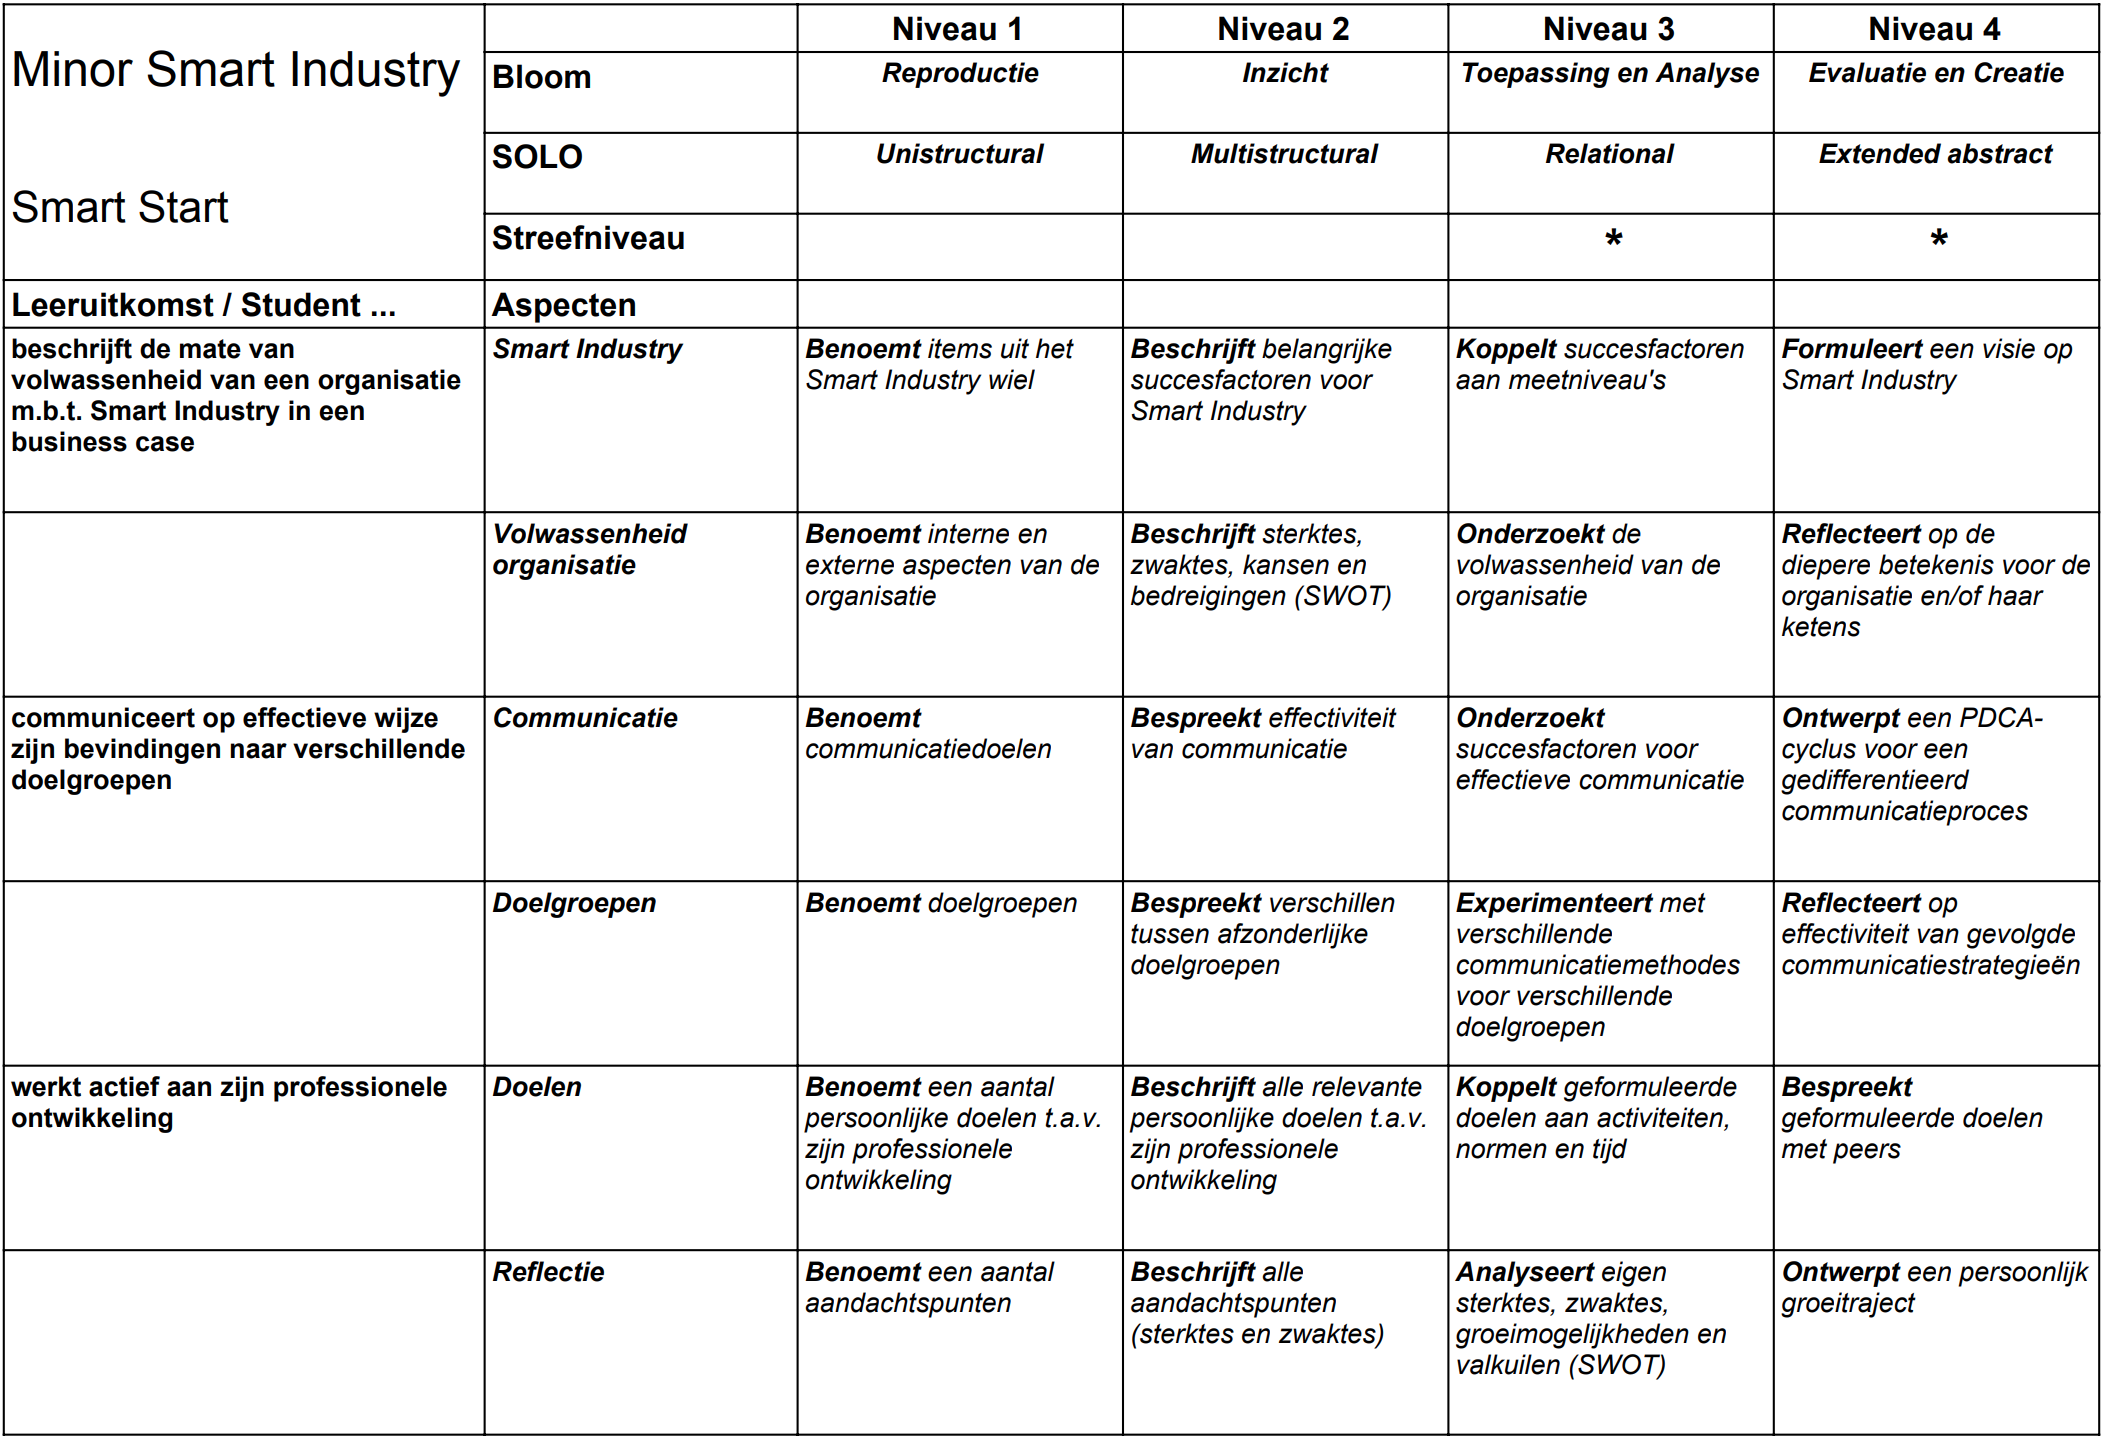 Minor Smart Industry
Smart Start
Niveau 1
Niveau 2
Niveau 3
Niveau 4
Bloom
Reproductie
Inzicht
Toepassing en Analyse
Evaluatie en Creatie
SOLO
Unistructural
Multistructural
Relational
Extended abstract
Streefniveau
*
*
Leeruitkomst / Student ...
Aspecten
beschrijft de mate van
volwassenheid van een organisatie
m.b.t. Smart Industry in een
business case
Smart Industry
Benoemt items uit het
Smart Industry wiel
Beschrijft belangrijke
succesfactoren voor
Smart Industry
Koppelt succesfactoren
aan meetniveau's
Formuleert een visie op
Smart Industry
Volwassenheid
organisatie
Benoemt interne en
externe aspecten van de
organisatie
Beschrijft sterktes,
zwaktes, kansen en
bedreigingen (SWOT)
Onderzoekt de
volwassenheid van de
organisatie
Reflecteert op de
diepere betekenis voor de
organisatie en/of haar
ketens
communiceert op effectieve wijze
zijn bevindingen naar verschillende
doelgroepen
Communicatie
Benoemt
communicatiedoelen
Bespreekt effectiviteit
van communicatie
Onderzoekt
succesfactoren voor
effectieve communicatie
Ontwerpt een PDCA-
cyclus voor een
gedifferentieerd
communicatieproces
Doelgroepen
Benoemt doelgroepen
Bespreekt verschillen
tussen afzonderlijke
doelgroepen
Experimenteert met
verschillende
communicatiemethodes
voor verschillende
doelgroepen
Reflecteert op
effectiviteit van gevolgde
communicatiestrategieën
werkt actief aan zijn professionele
ontwikkeling
Doelen
Benoemt een aantal
persoonlijke doelen t.a.v.
zijn professionele
ontwikkeling
Beschrijft alle relevante
persoonlijke doelen t.a.v.
zijn professionele
ontwikkeling
Koppelt geformuleerde
doelen aan activiteiten,
normen en tijd
Bespreekt
geformuleerde doelen
met peers
Reflectie
Benoemt een aantal
aandachtspunten
Beschrijft alle
aandachtspunten
(sterktes en zwaktes)
Analyseert eigen
sterktes, zwaktes,
groeimogelijkheden en
valkuilen (SWOT)
Ontwerpt een persoonlijk
groeitraject